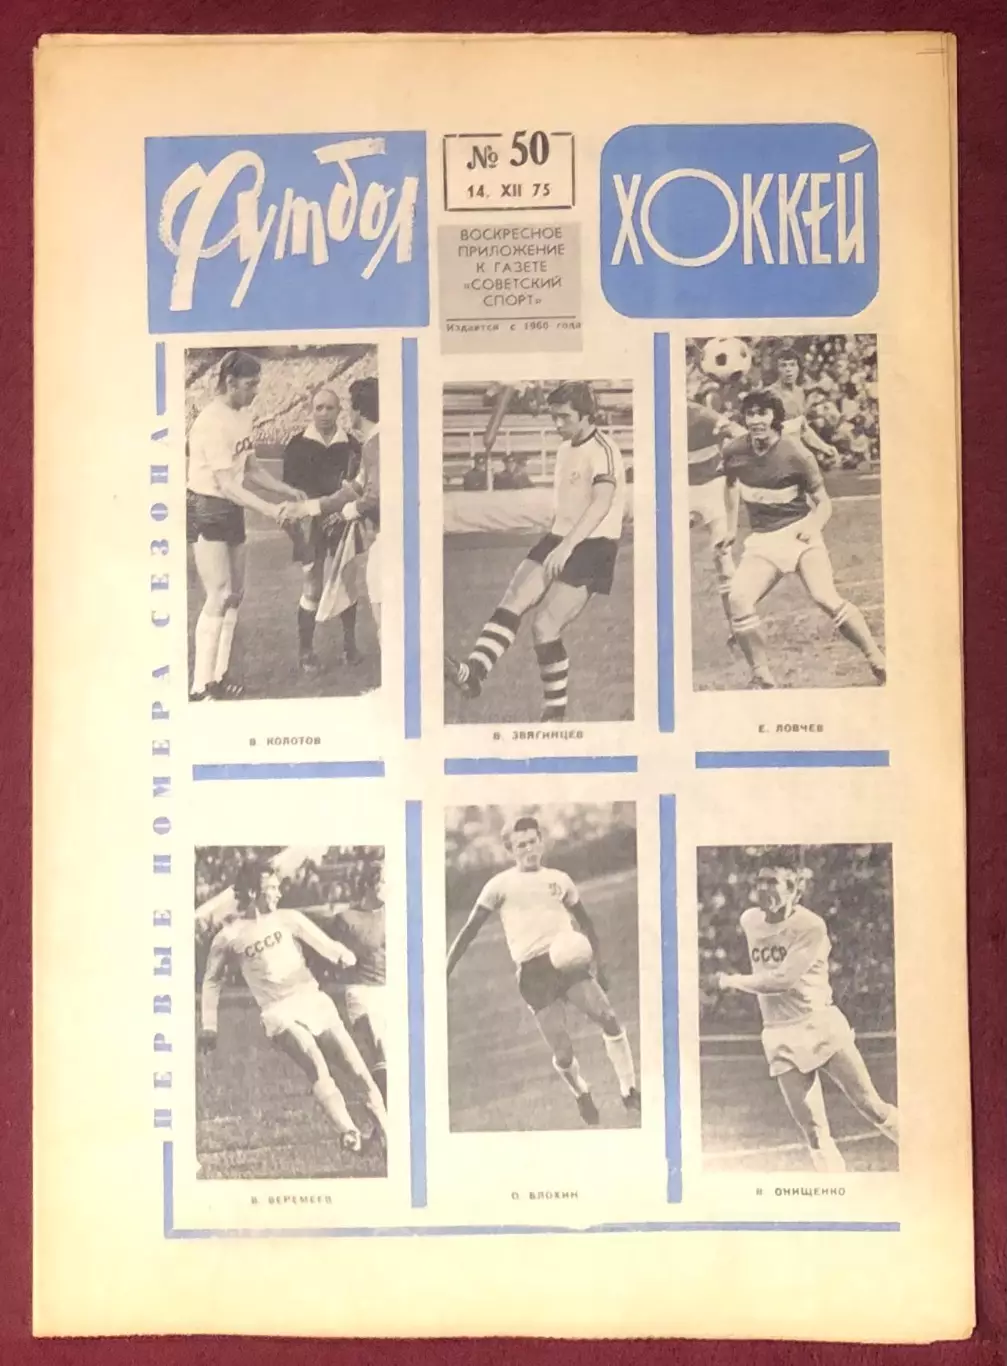 Футбол
№ 50
14. XII 75
ВОСКРЕСНОЕ
ПРИЛОЖЕНИЕ
К ГАЗЕТЕ
«СОВЕТСКИЙ
СПОРТ»
Издается с 1960 года
ХОККЕЙ
ПЕРВЫЕ НОМЕРА СЕЗОНА
СС
В. КОЛОТОВ
В. ЗВЯГИНЦЕВ
Е. ЛОВЧЕВ
СССР
Д
СССР
В. ВЕРЕМЕЕВ
О. БЛОХИН
В. ОНИЩЕНКО